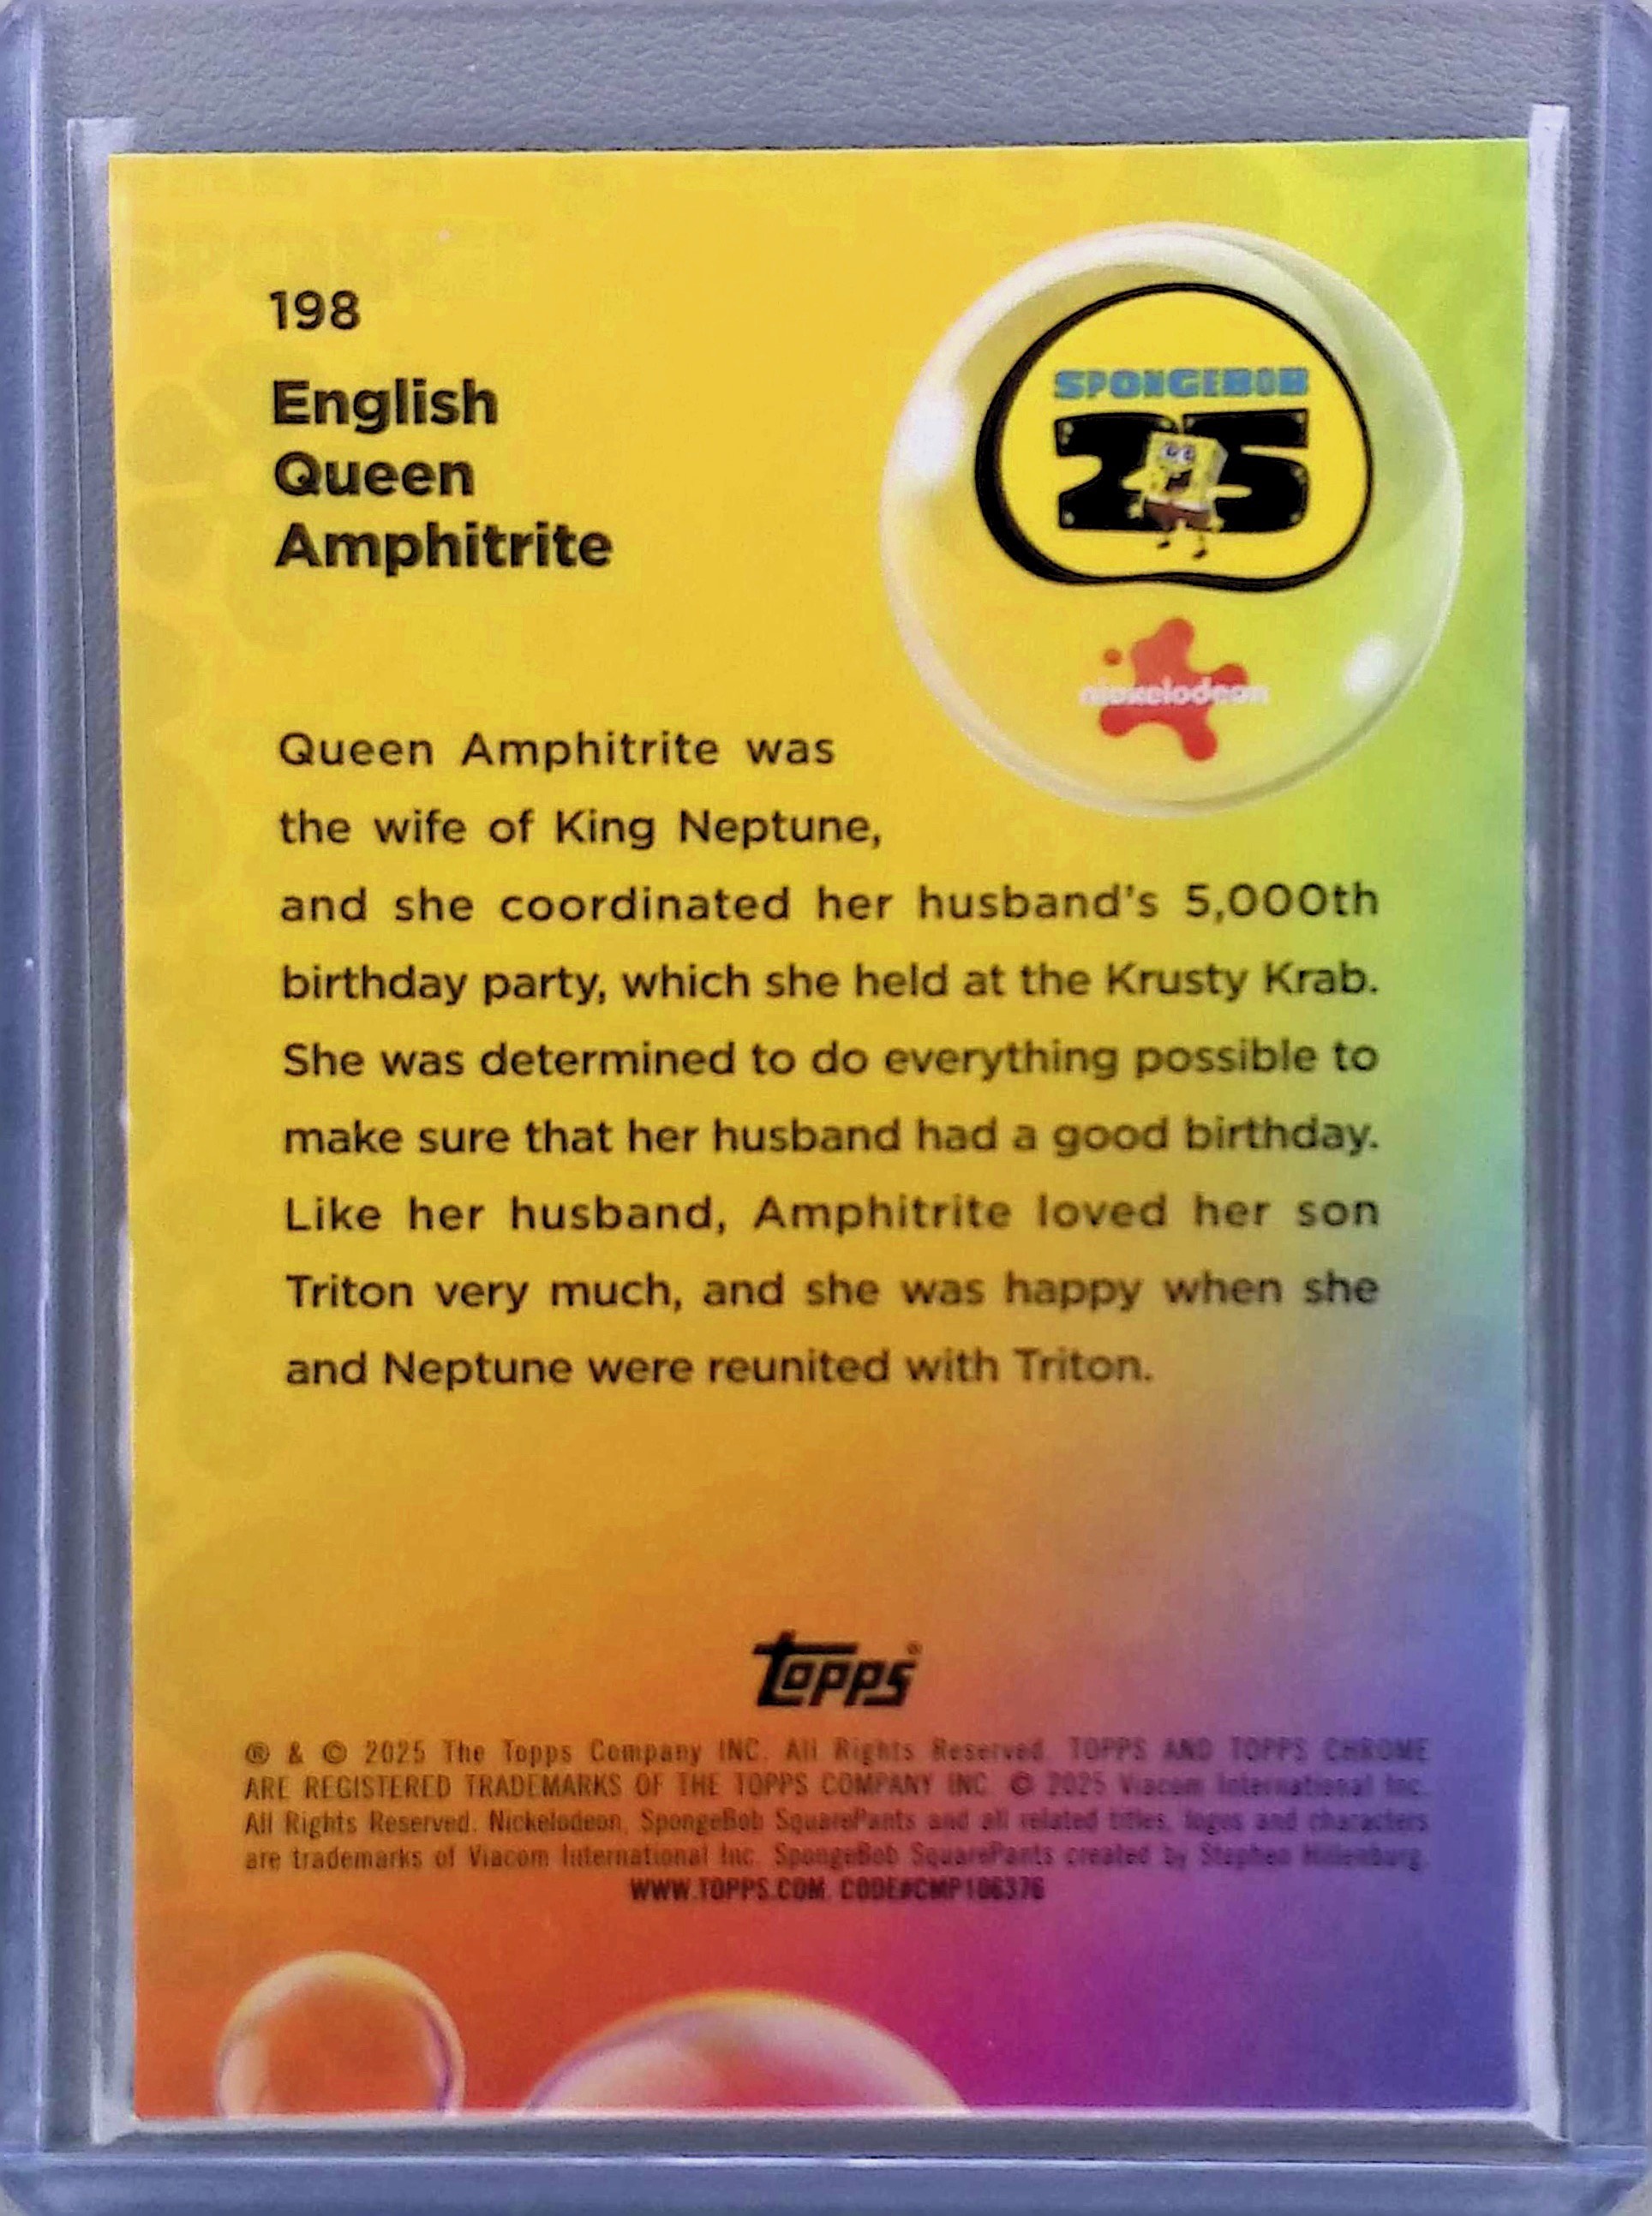 198
English
Queen
Amphitrite
SPONGEBOB
25
nickelodeon
Queen Amphitrite was
the wife of King Neptune,
and she coordinated her husband's 5,000th
birthday party, which she held at the Krusty Krab.
She was determined to do everything possible to
make sure that her husband had a good birthday.
Like her husband, Amphitrite loved her son
Triton very much, and she was happy when she
and Neptune were reunited with Triton.
topps®
® & © 2025 The Topps Company INC. All Rights Reserved. TOPPS AND TOPPS CHROME
ARE REGISTERED TRADEMARKS OF THE TOPPS COMPANY INC. © 2025 Viacom International Inc.
All Rights Reserved. Nickelodeon, SpongeBob SquarePants and all related titles, logos and characters
are trademarks of Viacom International Inc. SpongeBob SquarePants created by Stephen Hillenburg.
WWW.TOPPS.COM. CODE#CMP106376